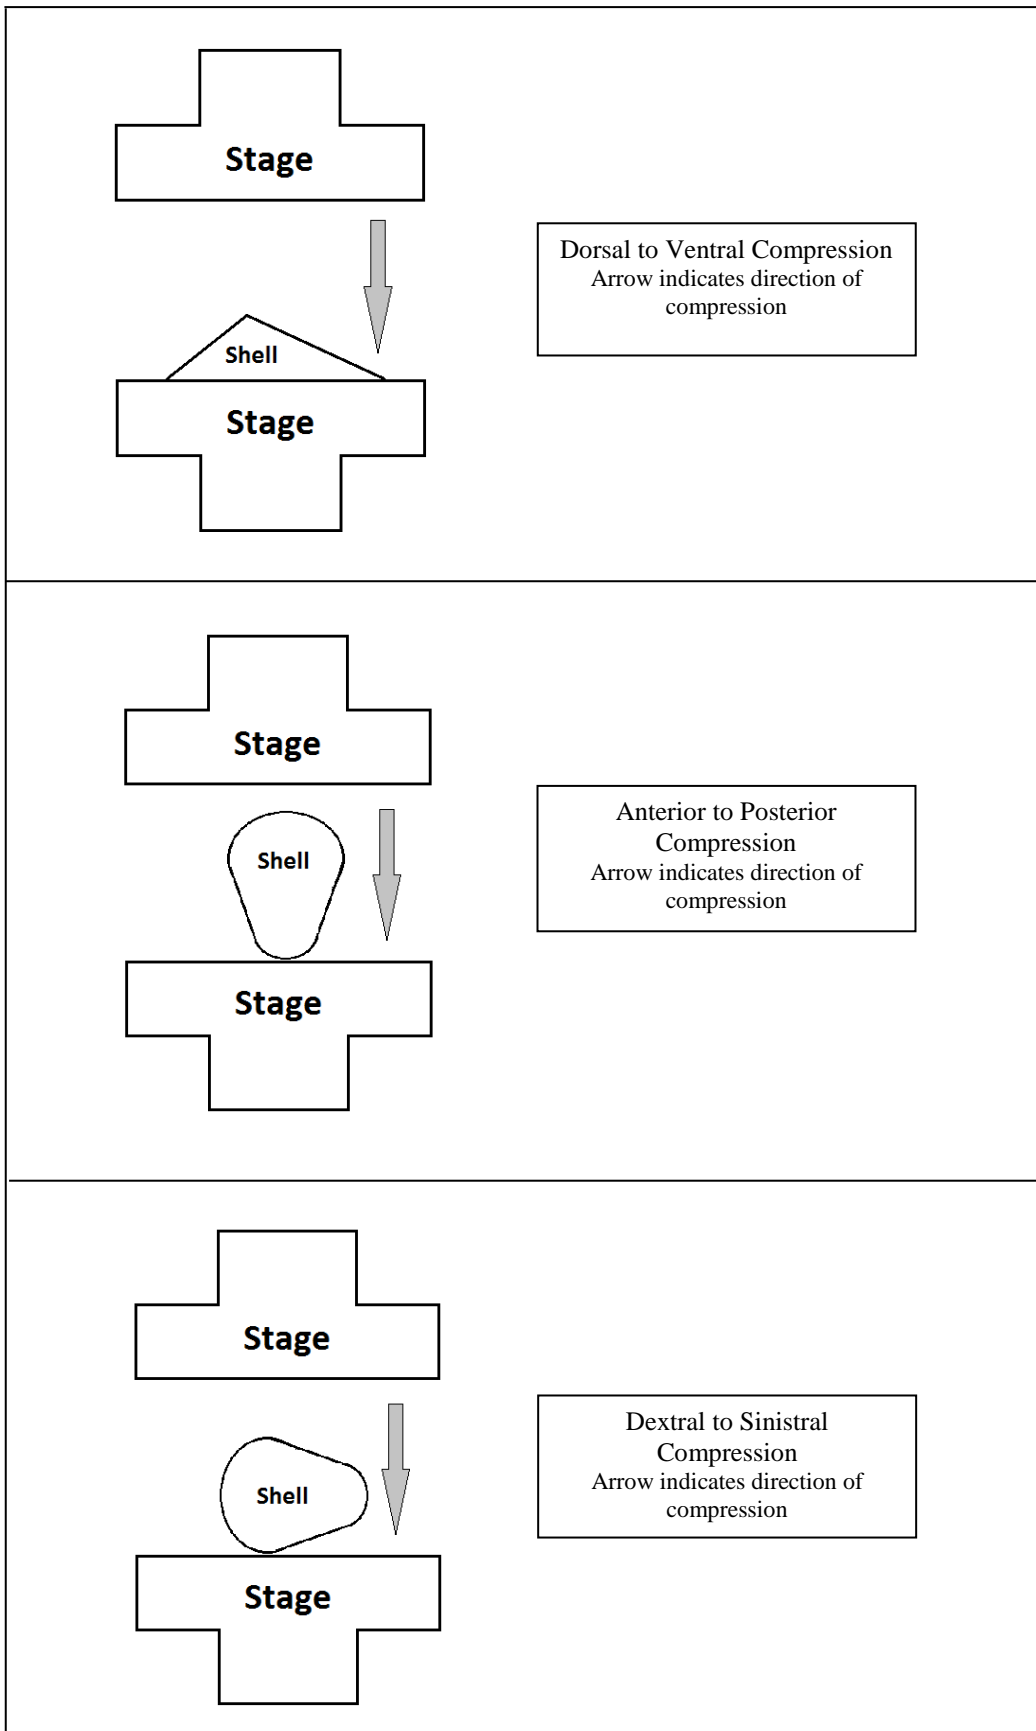 Stage
Dorsal to Ventral Compression
Arrow indicates direction of
compression
Shell
Stage
Stage
Anterior to Posterior
Compression
Arrow indicates direction of
compression
Shell
Stage
Stage
Dextral to Sinistral
Compression
Arrow indicates direction of
compression
Shell
Stage